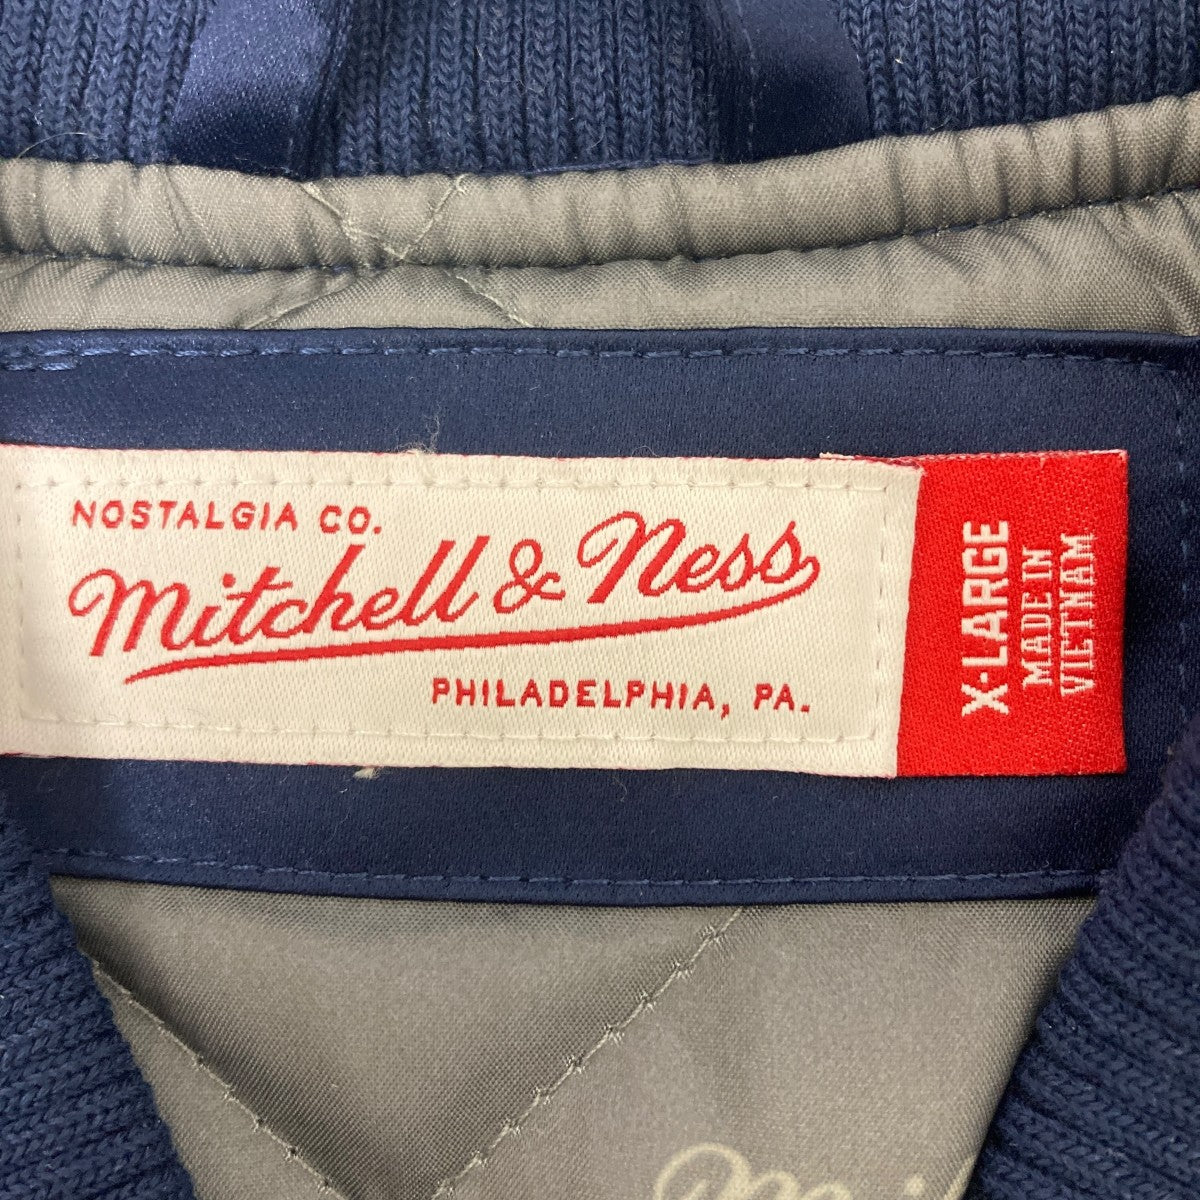 NOSTALGIA CO.
Mitchell & Ness
PHILADELPHIA, PA.
X-LARGE
MADE IN
VIETNAM